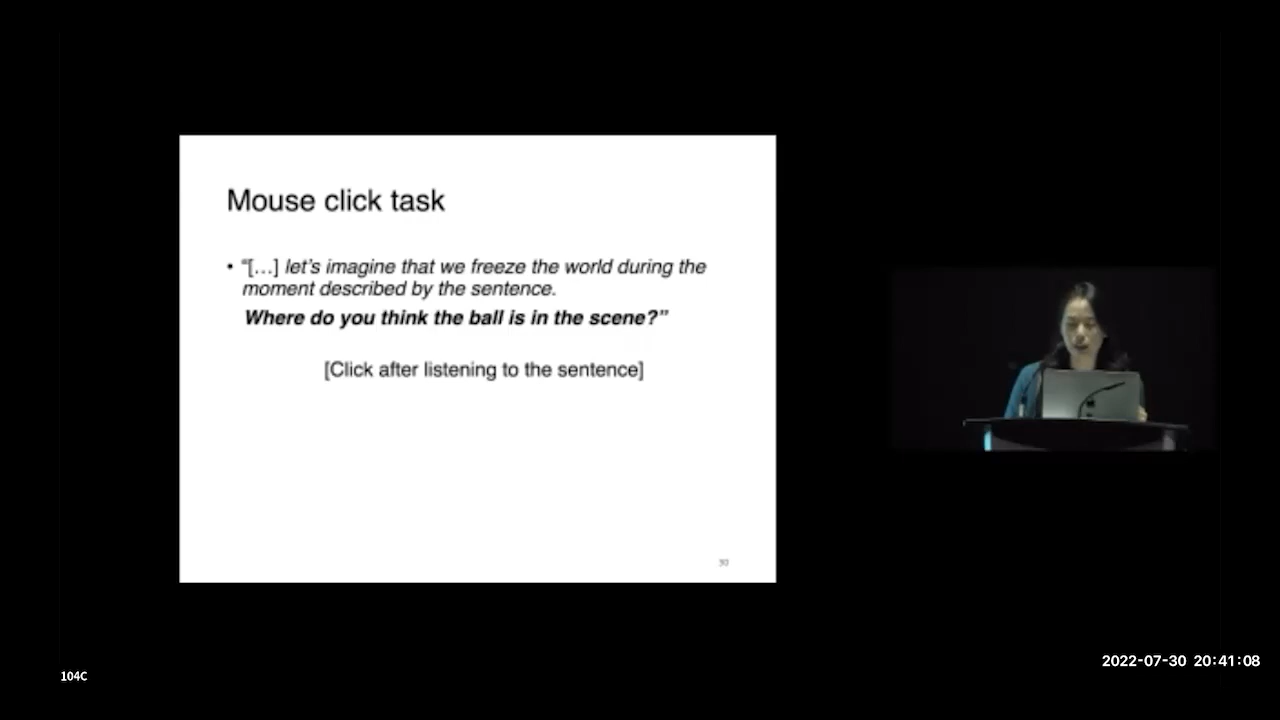 Mouse click task
• “[…] let’s imagine that we freeze the world during the
moment described by the sentence.
Where do you think the ball is in the scene?”
[Click after listening to the sentence]
30
104C
2022-07-30 20:41:08